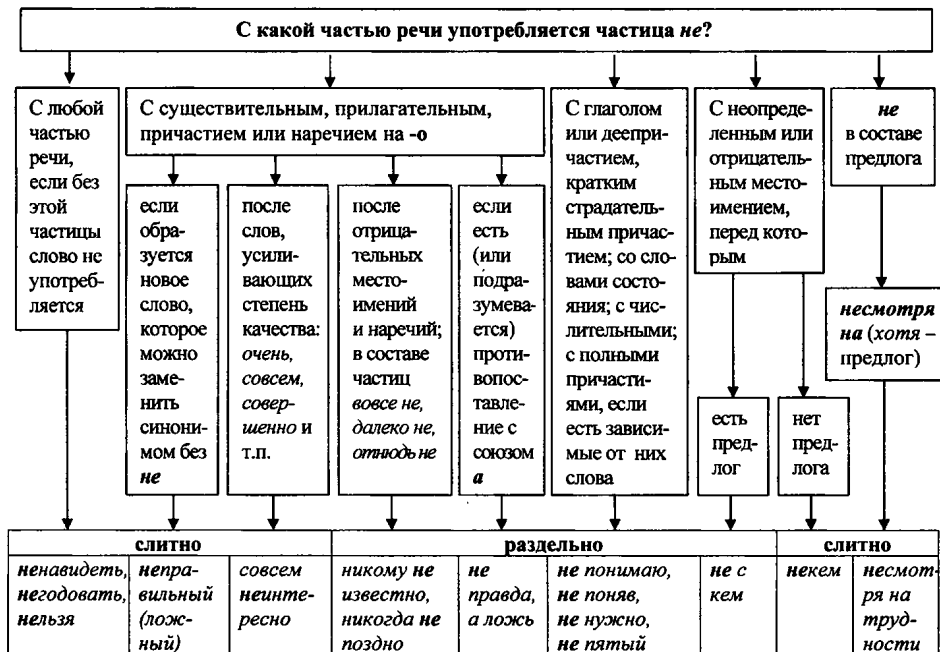 С какой частью речи употребляется частица не?
С любой
частью
речи,
если без
этой
частицы
слово не
употреб-
ляется
С существительным, прилагательным,
причастием или наречием на -о
если
обра-
зуется
новое
слово,
которое
можно
заме-
нить
синони-
мом без
не
после
слов,
усили-
вающих
степень
качества:
очень,
совсем,
совер-
шенно и
т.п.
после
отрица-
тельных
место-
имений
и наречий;
в составе
частиц
вовсе не,
далеко не,
отнюдь не
если
есть
(или
подра-
зумева-
ется)
проти-
вопос-
тавле-
ние с
союзом
а
С глаголом
или деепри-
частием,
кратким
страдатель-
ным причас-
тием; со сло-
вами состо-
яния; с чис-
лительными;
с полными
причасти-
ями, если
есть зависи-
мые от них
слова
С неопреде-
ленным или
отрицатель-
ным место-
имением,
перед кото-
рым
есть
пред-
лог
нет
пред-
лога
не
в составе
предлога
несмотря
на (хотя –
предлог)
слитно
раздельно
слитно
ненавидеть,
негодовать,
нельзя
непра-
вильный
(лож-
ный)
совсем
неинте-
ресно
никому не
известно,
никогда не
поздно
не
правда,
а ложь
не понимаю,
не поняв,
не нужно,
не пятый
не с
кем
некем
несмот-
ря на
труд-
ности